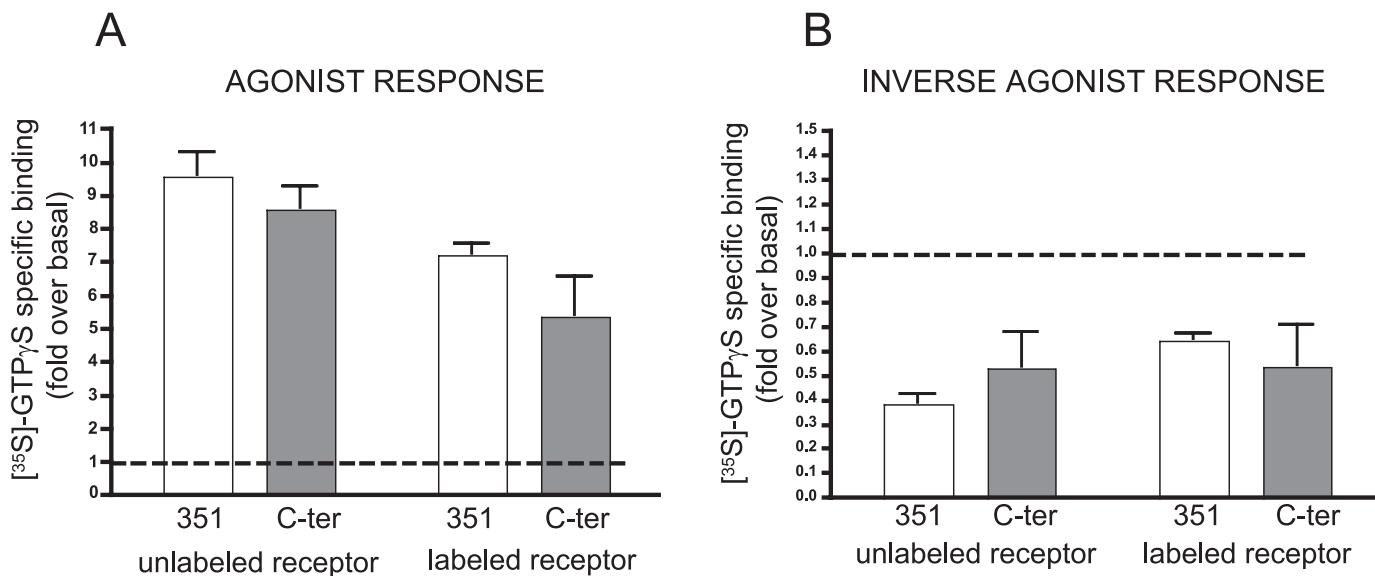 A
AGONIST RESPONSE
[³⁵S]-GTPγS specific binding
(fold over basal)
11
10
9
8
7
6
5
4
3
2
1
0
351 C-ter 351 C-ter
unlabeled receptor labeled receptor
B
INVERSE AGONIST RESPONSE
[³⁵S]-GTPγS specific binding
(fold over basal)
1.5
1.4
1.3
1.2
1.1
1.0
0.9
0.8
0.7
0.6
0.5
0.4
0.3
0.2
0.1
0.0
351 C-ter 351 C-ter
unlabeled receptor labeled receptor